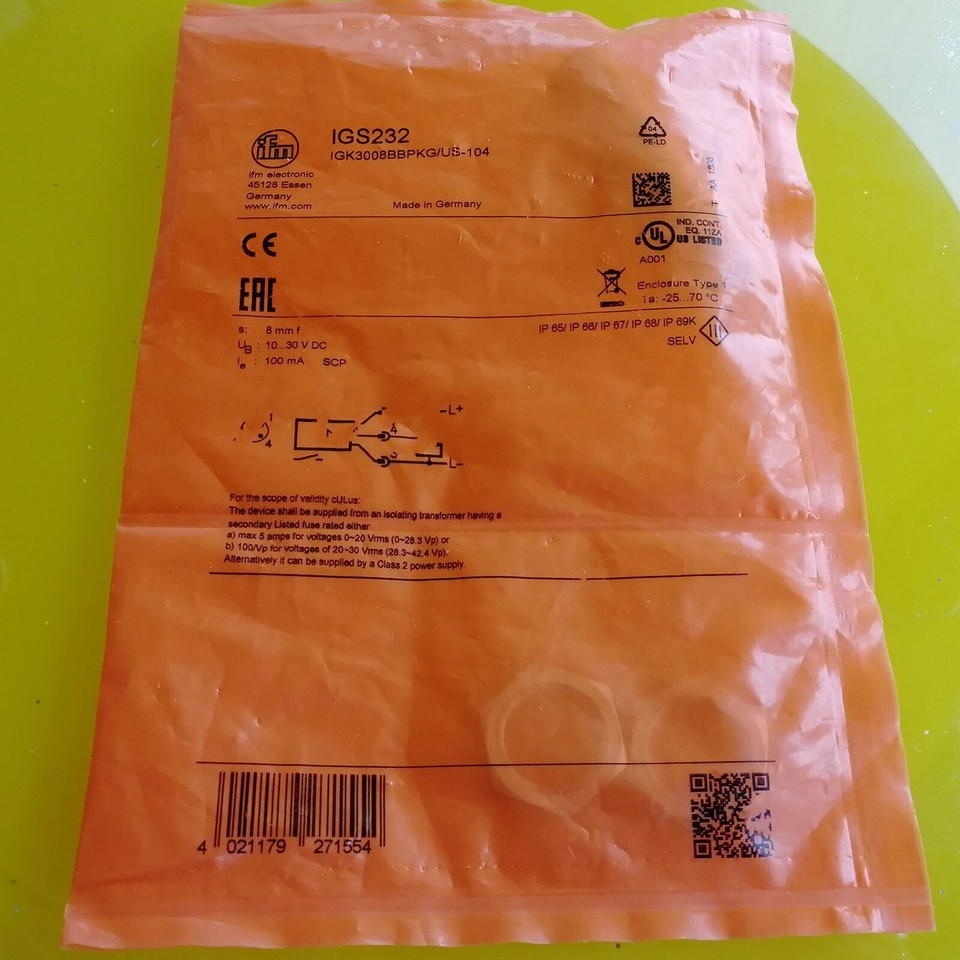 ifm
IGS232
IGK3008BBPKG/US-104
ifm electronic
45128 Essen
Germany
www.ifm.com
Made in Germany
04
PE-LD
CE
EAC
c UL US LISTED
IND. CONT.
EQ. 11ZA
A001
Enclosure Type 1
Ta: -25...70 °C
s: 8 mm f
UB : 10...30 V DC
Ie : 100 mA SCP
IP 65/ IP 66/ IP 67/ IP 68/ IP 69K
SELV
III
1
4
4
L+
L-
For the scope of validity cULus:
The device shall be supplied from an isolating transformer having a
secondary Listed fuse rated either
a) max 5 amps for voltages 0~20 Vrms (0~28.3 Vp) or
b) 100/Vp for voltages of 20~30 Vrms (28.3~42.4 Vp).
Alternatively it can be supplied by a Class 2 power supply.
4 021179 271554